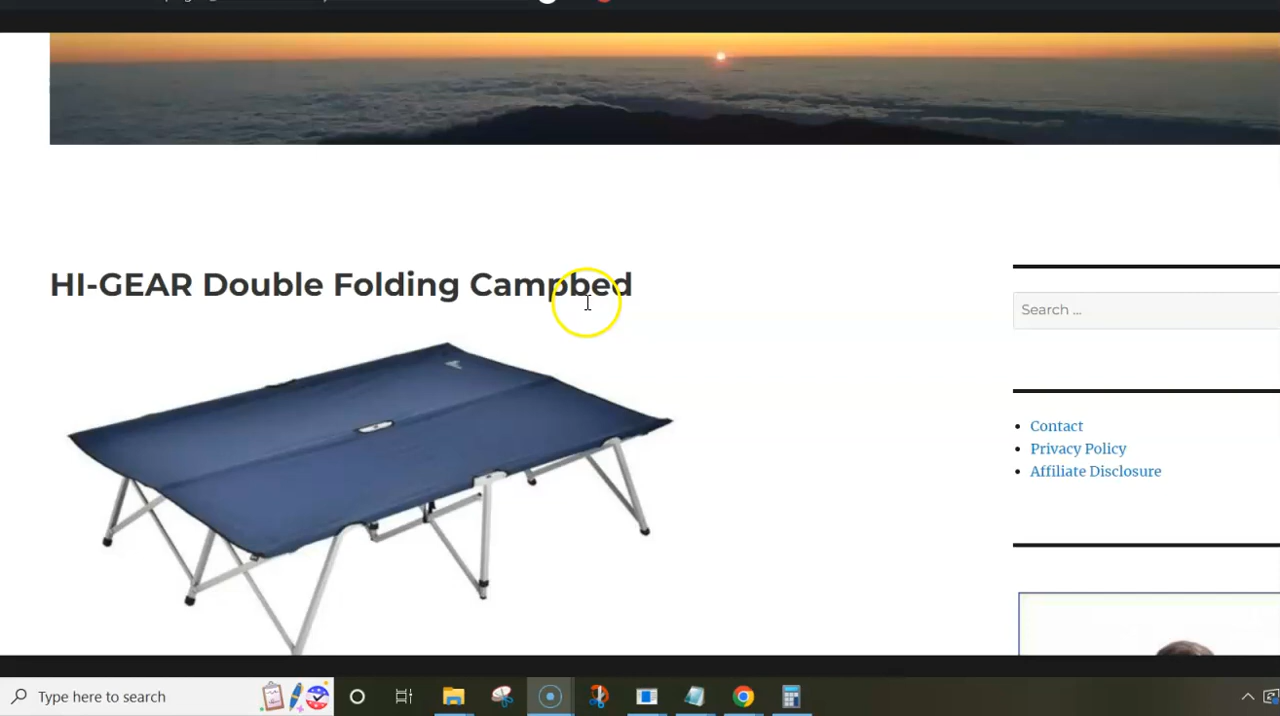 HI-GEAR Double Folding Campbed
Search ...
Contact
Privacy Policy
Affiliate Disclosure
Type here to search